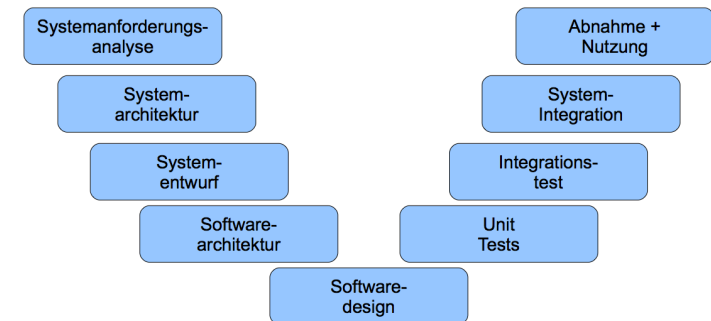 Systemanforderungs-
analyse
Abnahme +
Nutzung
System-
architektur
System-
Integration
System-
entwurf
Integrations-
test
Software-
architektur
Unit
Tests
Software-
design